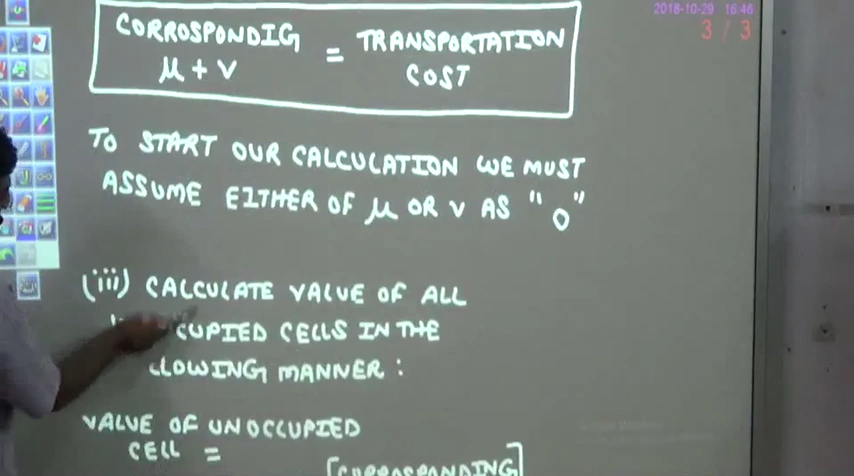 2018-10-29 16:46
3 / 3
CORROSPONDIG
μ + v
= TRANSPORTATION
COST
TO START OUR CALCULATION WE MUST
ASSUME EITHER OF μ OR v AS "0"
(iii) CALCULATE VALUE OF ALL
CUPIED CELLS IN THE
LLOWING MANNER :
VALUE OF UNOCCUPIED
CELL =
[CORROSPANDING]